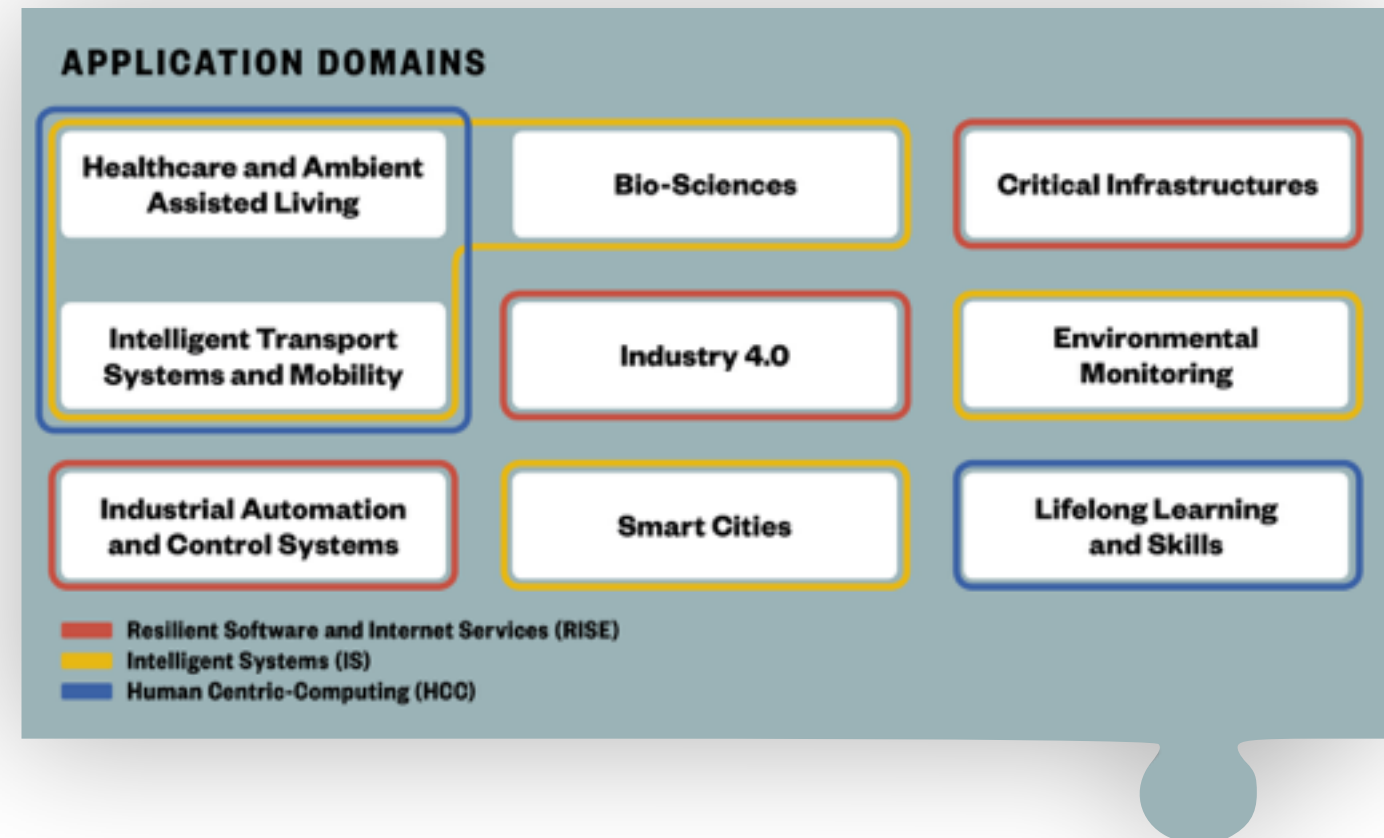 APPLICATION DOMAINS
Healthcare and Ambient
Assisted Living
Bio-Sciences
Critical Infrastructures
Intelligent Transport
Systems and Mobility
Industry 4.0
Environmental
Monitoring
Industrial Automation
and Control Systems
Smart Cities
Lifelong Learning
and Skills
Resilient Software and Internet Services (RISE)
Intelligent Systems (IS)
Human Centric-Computing (HCC)